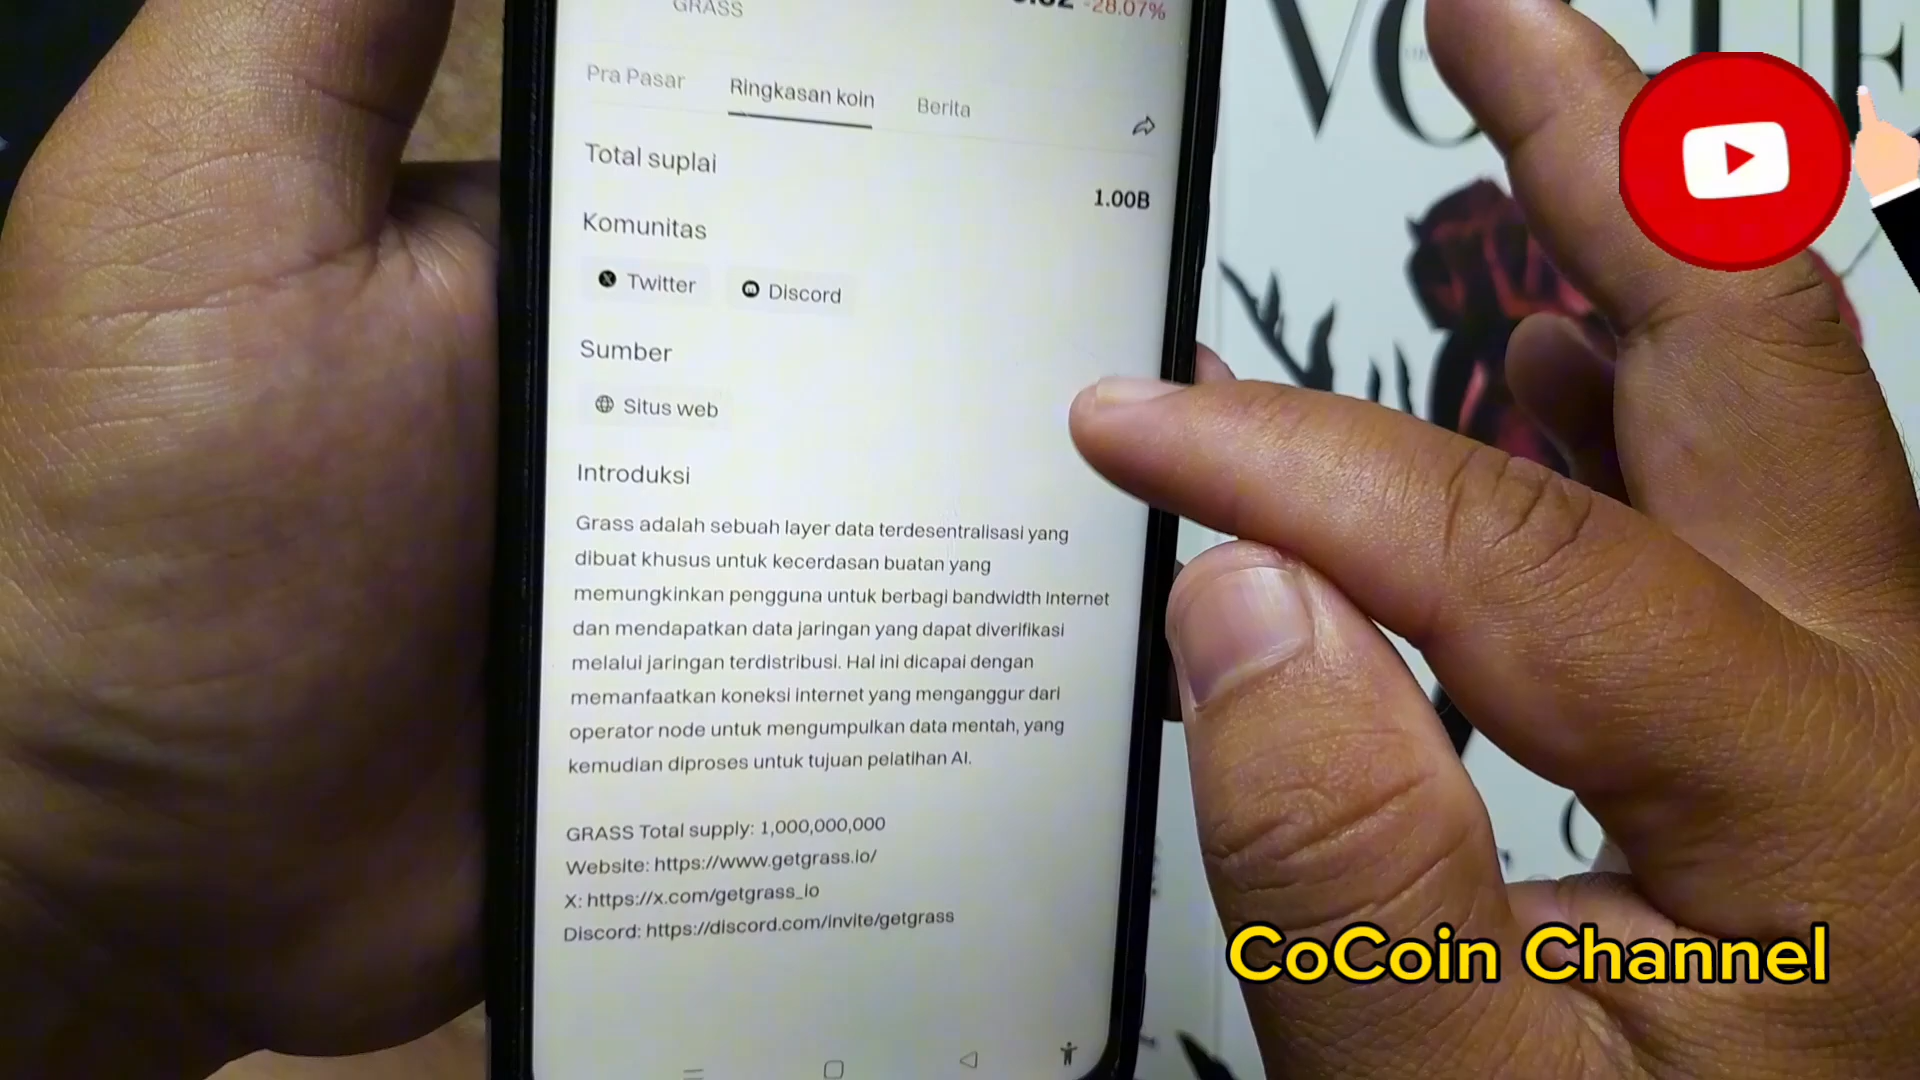 GRASS
-28.07%
VOGUE
Pra Pasar
Ringkasan koin
Berita
Total suplai
1.00B
Komunitas
Twitter
Discord
Sumber
Situs web
Introduksi
Grass adalah sebuah layer data terdesentralisasi yang
dibuat khusus untuk kecerdasan buatan yang
memungkinkan pengguna untuk berbagi bandwidth Internet
dan mendapatkan data jaringan yang dapat diverifikasi
melalui jaringan terdistribusi. Hal ini dicapai dengan
memanfaatkan koneksi internet yang menganggur dari
operator node untuk mengumpulkan data mentah, yang
kemudian diproses untuk tujuan pelatihan AI.
GRASS Total supply: 1,000,000,000
Website: https://www.getgrass.io/
X: https://x.com/getgrass_io
Discord: https://discord.com/invite/getgrass
CoCoin Channel